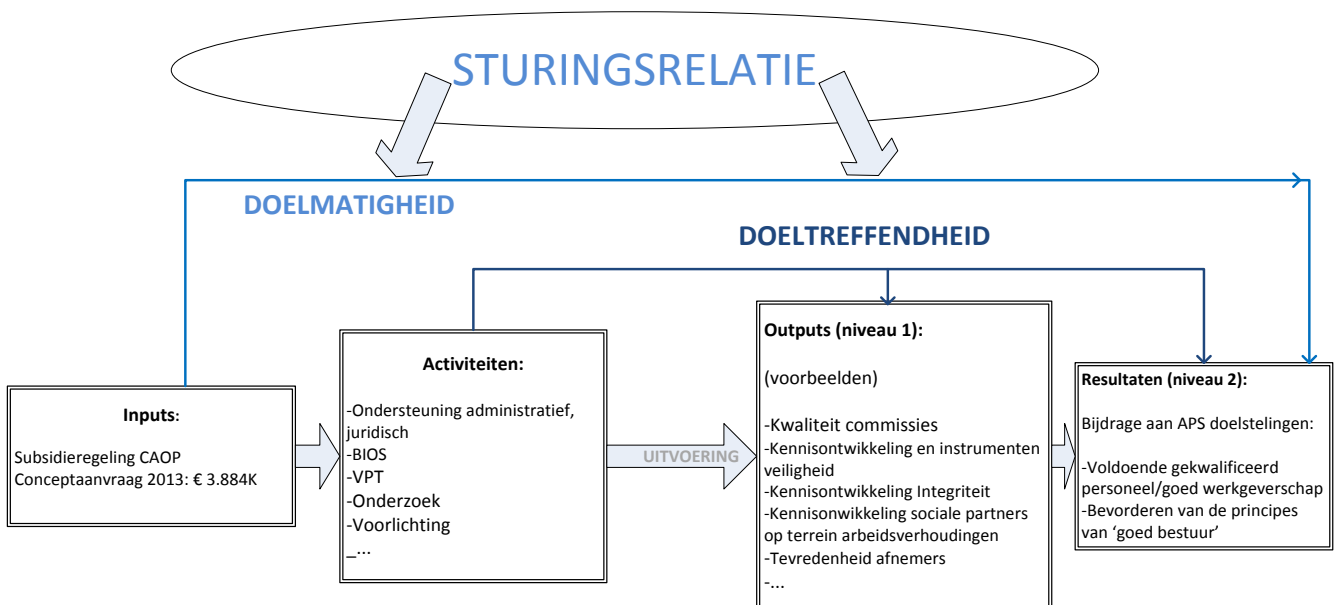 STURINGSRELATIE
DOELMATIGHEID
DOELTREFFENDHEID
Inputs:
Subsidieregeling CAOP
Conceptaanvraag 2013: € 3.884K
Activiteiten:
-Ondersteuning administratief,
juridisch
-BIOS
-VPT
-Onderzoek
-Voorlichting
_...
UITVOERING
Outputs (niveau 1):
(voorbeelden)
-Kwaliteit commissies
-Kennisontwikkeling en instrumenten
veiligheid
-Kennisontwikkeling Integriteit
-Kennisonwikkeling sociale partners
op terrein arbeidsverhoudingen
-Tevredenheid afnemers
-...
Resultaten (niveau 2):
Bijdrage aan APS doelstelingen:
-Voldoende gekwalificeerd
personeel/goed werkgeverschap
-Bevorderen van de principes
van ‘goed bestuur’